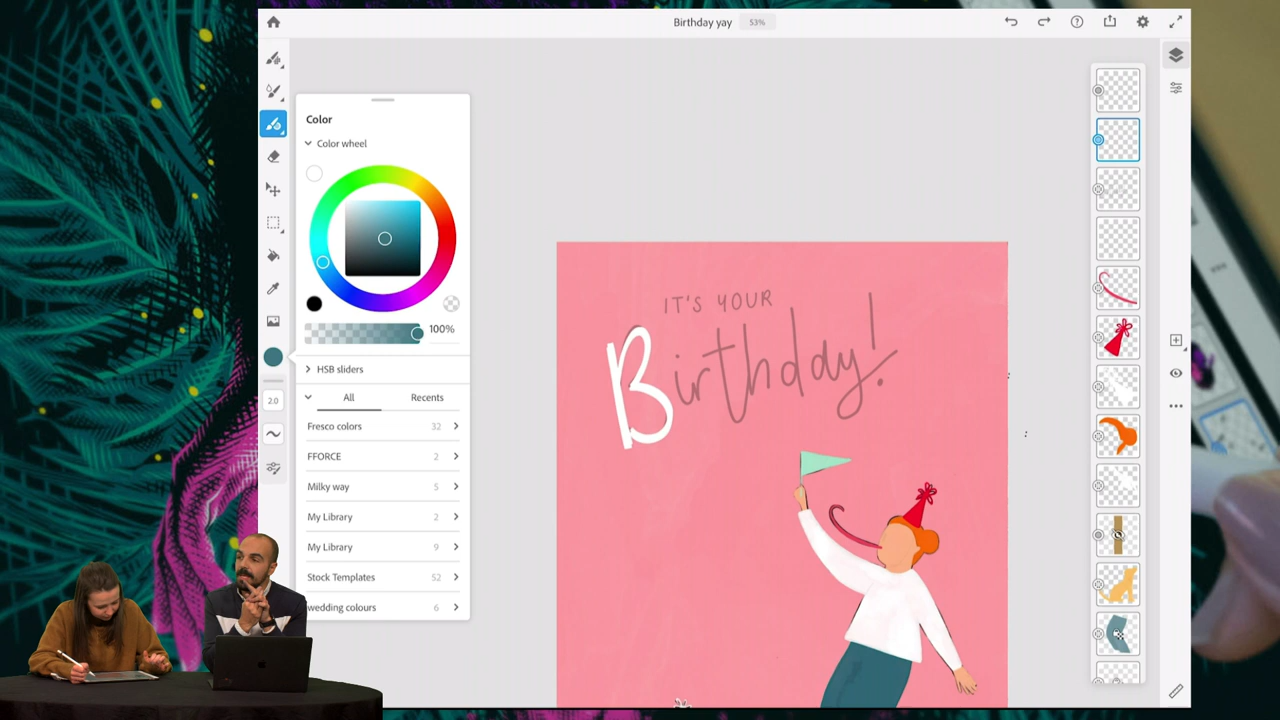 Birthday yay 53%
Color
Color wheel
100%
HSB sliders
All Recents
2.0
Fresco colors 32
FFORCE 2
Milky way 5
My Library 2
My Library 9
Stock Templates 52
wedding colours 6
IT'S YOUR
Birthday!